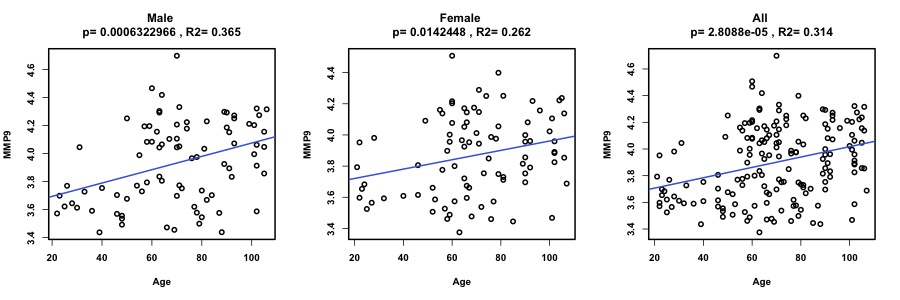 Male
p= 0.0006322966 , R2= 0.365
MMP9
3.4 3.6 3.8 4.0 4.2 4.4 4.6
20 40 60 80 100
Age
Female
p= 0.0142448 , R2= 0.262
MMP9
3.4 3.6 3.8 4.0 4.2 4.4
20 40 60 80 100
Age
All
p= 2.8088e-05 , R2= 0.314
MMP9
3.4 3.6 3.8 4.0 4.2 4.4 4.6
20 40 60 80 100
Age